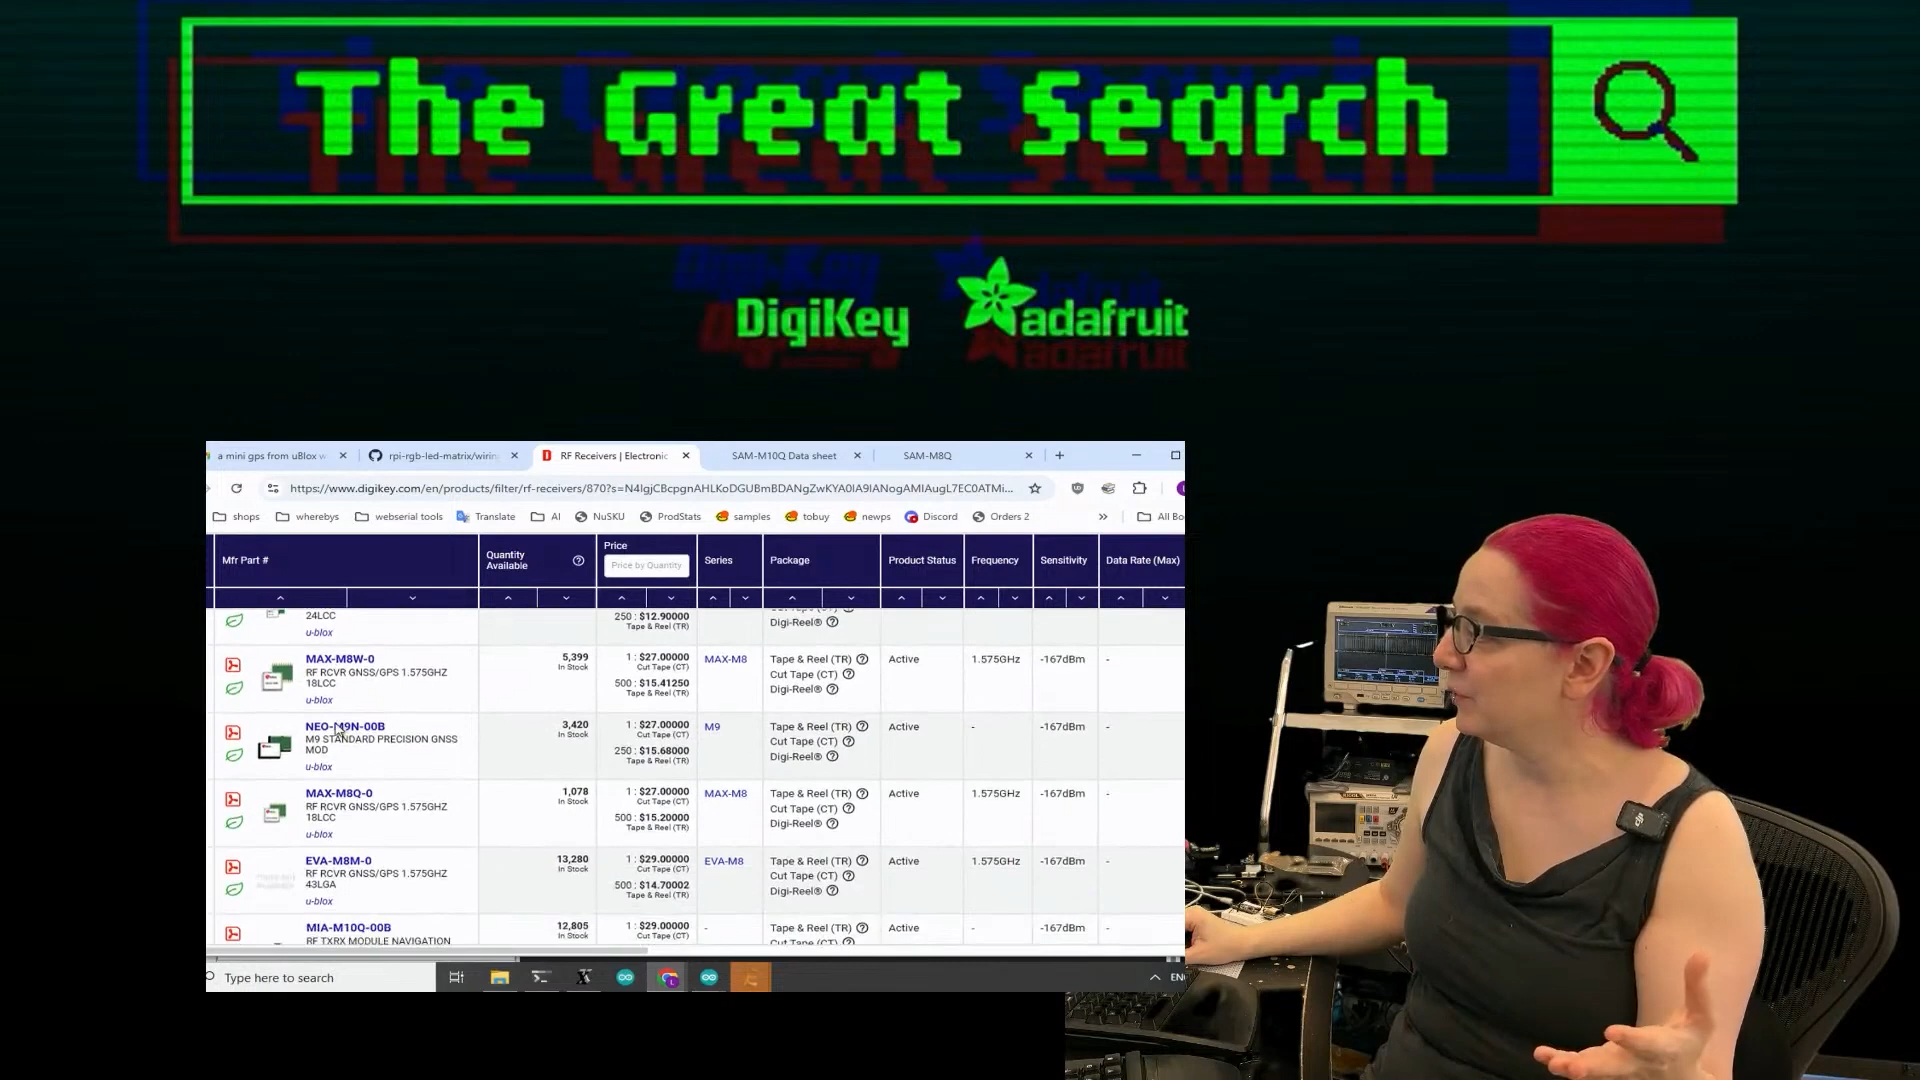 The Great Search
DigiKey adafruit
a mini gps from uBlox w
rpi-rgb-led-matrix/wirin
RF Receivers | Electronic
SAM-M10Q Data sheet
SAM-M8Q
https://www.digikey.com/en/products/filter/rf-receivers/870?s=N4IgjCBcpgnAHLKoDGUBmBDANgZwKYA0IA9lANogAMIAugL7EC0ATMi...
shops wherebys webserial tools Translate AI NuSKU ProdStats samples tobuy newps Discord Orders 2 » All Bo
Mfr Part # Quantity Available Price Series Package Product Status Frequency Sensitivity Data Rate (Max)
Price by Quantity
24LCC
u-blox
250 : $12.90000
Tape & Reel (TR)
Digi-Reel®
MAX-M8W-0
RF RCVR GNSS/GPS 1.575GHZ
18LCC
u-blox
5,399
In Stock
1 : $27.00000
Cut Tape (CT)
500 : $15.41250
Tape & Reel (TR)
MAX-M8
Tape & Reel (TR)
Cut Tape (CT)
Digi-Reel®
Active
1.575GHz
-167dBm
-
NEO-M9N-00B
M9 STANDARD PRECISION GNSS
MOD
u-blox
3,420
In Stock
1 : $27.00000
Cut Tape (CT)
250 : $15.68000
Tape & Reel (TR)
M9
Tape & Reel (TR)
Cut Tape (CT)
Digi-Reel®
Active
-
-167dBm
-
MAX-M8Q-0
RF RCVR GNSS/GPS 1.575GHZ
18LCC
u-blox
1,078
In Stock
1 : $27.00000
Cut Tape (CT)
500 : $15.20000
Tape & Reel (TR)
MAX-M8
Tape & Reel (TR)
Cut Tape (CT)
Digi-Reel®
Active
1.575GHz
-167dBm
-
EVA-M8M-0
RF RCVR GNSS/GPS 1.575GHZ
43LGA
u-blox
13,280
In Stock
1 : $29.00000
Cut Tape (CT)
500 : $14.70002
Tape & Reel (TR)
EVA-M8
Tape & Reel (TR)
Cut Tape (CT)
Digi-Reel®
Active
1.575GHz
-167dBm
-
MIA-M10Q-00B
RF TXRX MODULE NAVIGATION
12,805
In Stock
1 : $29.00000
Cut Tape (CT)
-
Tape & Reel (TR)
Cut Tape (CT)
Active
-
-167dBm
-
Type here to search
EN